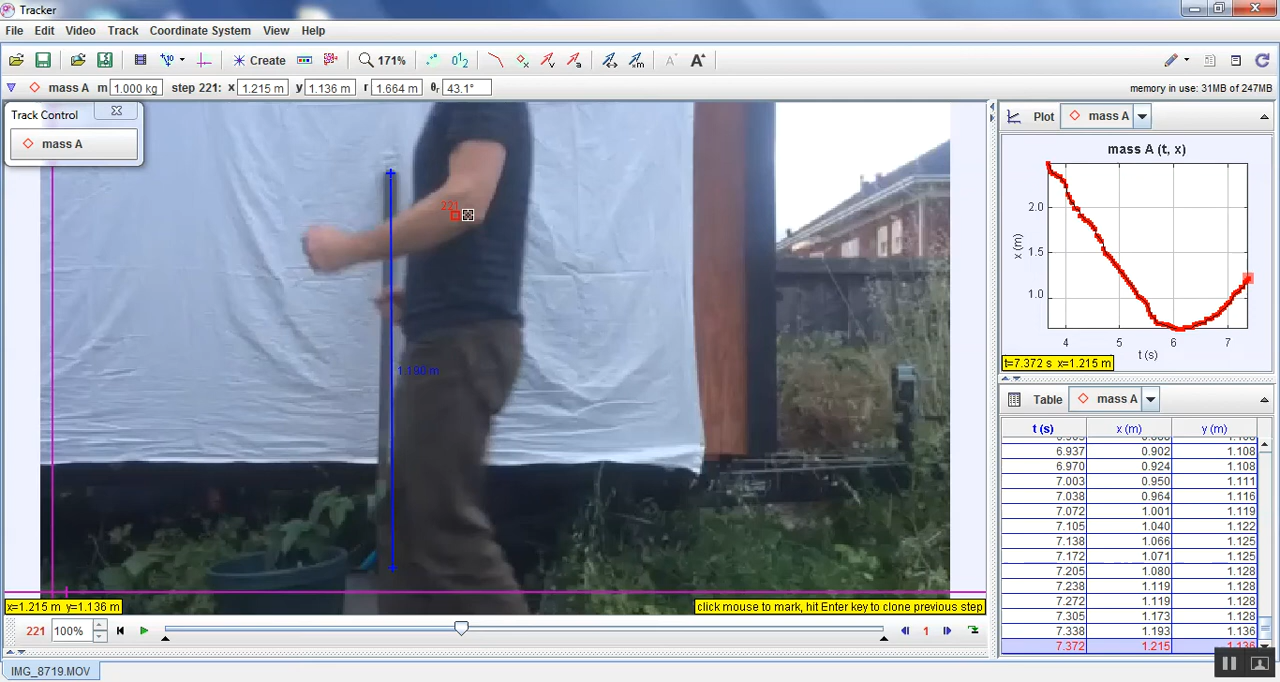 Tracker
File Edit Video Track Coordinate System View Help
Create 171%
mass A m 1.000 kg step 221: x 1.215 m y 1.136 m r 1.664 m θr 43.1° memory in use: 31MB of 247MB
Track Control
mass A
221
1.190 m
x=1.215 m y=1.136 m
click mouse to mark, hit Enter key to clone previous step
221 100% 1
IMG_8719.MOV
Plot mass A
mass A (t, x)
x (m)
2.0
1.5
1.0
4 5 6 7
t (s)
t=7.372 s x=1.215 m
Table mass A
t (s) x (m) y (m)
6.937 0.902 1.108
6.970 0.924 1.108
7.003 0.950 1.111
7.038 0.964 1.116
7.072 1.001 1.119
7.105 1.040 1.122
7.138 1.066 1.125
7.172 1.071 1.125
7.205 1.080 1.128
7.238 1.119 1.128
7.272 1.119 1.128
7.305 1.173 1.128
7.338 1.193 1.136
7.372 1.215 1.136